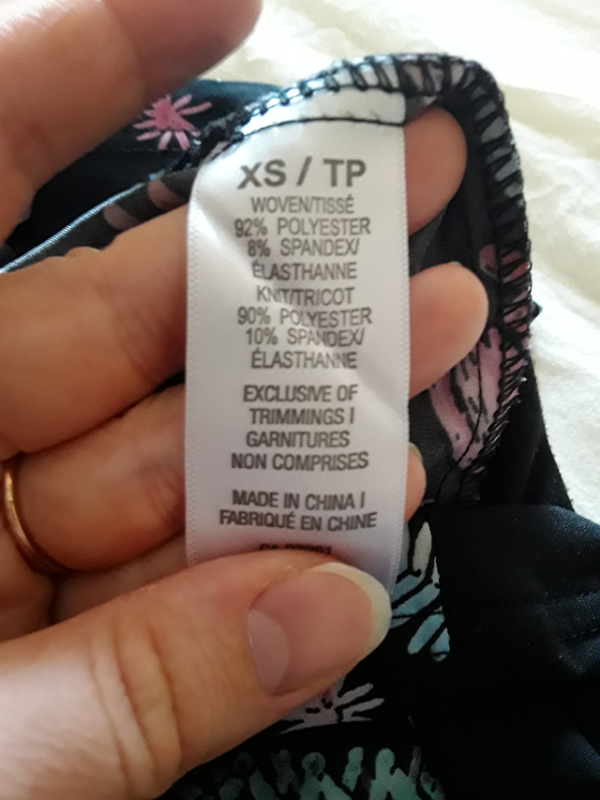 XS / TP
WOVEN/TISSÉ
92% POLYESTER
8% SPANDEX/
ÉLASTHANNE
KNIT/TRICOT
90% POLYESTER
10% SPANDEX/
ÉLASTHANNE
EXCLUSIVE OF
TRIMMINGS |
GARNITURES
NON COMPRISES
MADE IN CHINA |
FABRIQUÉ EN CHINE